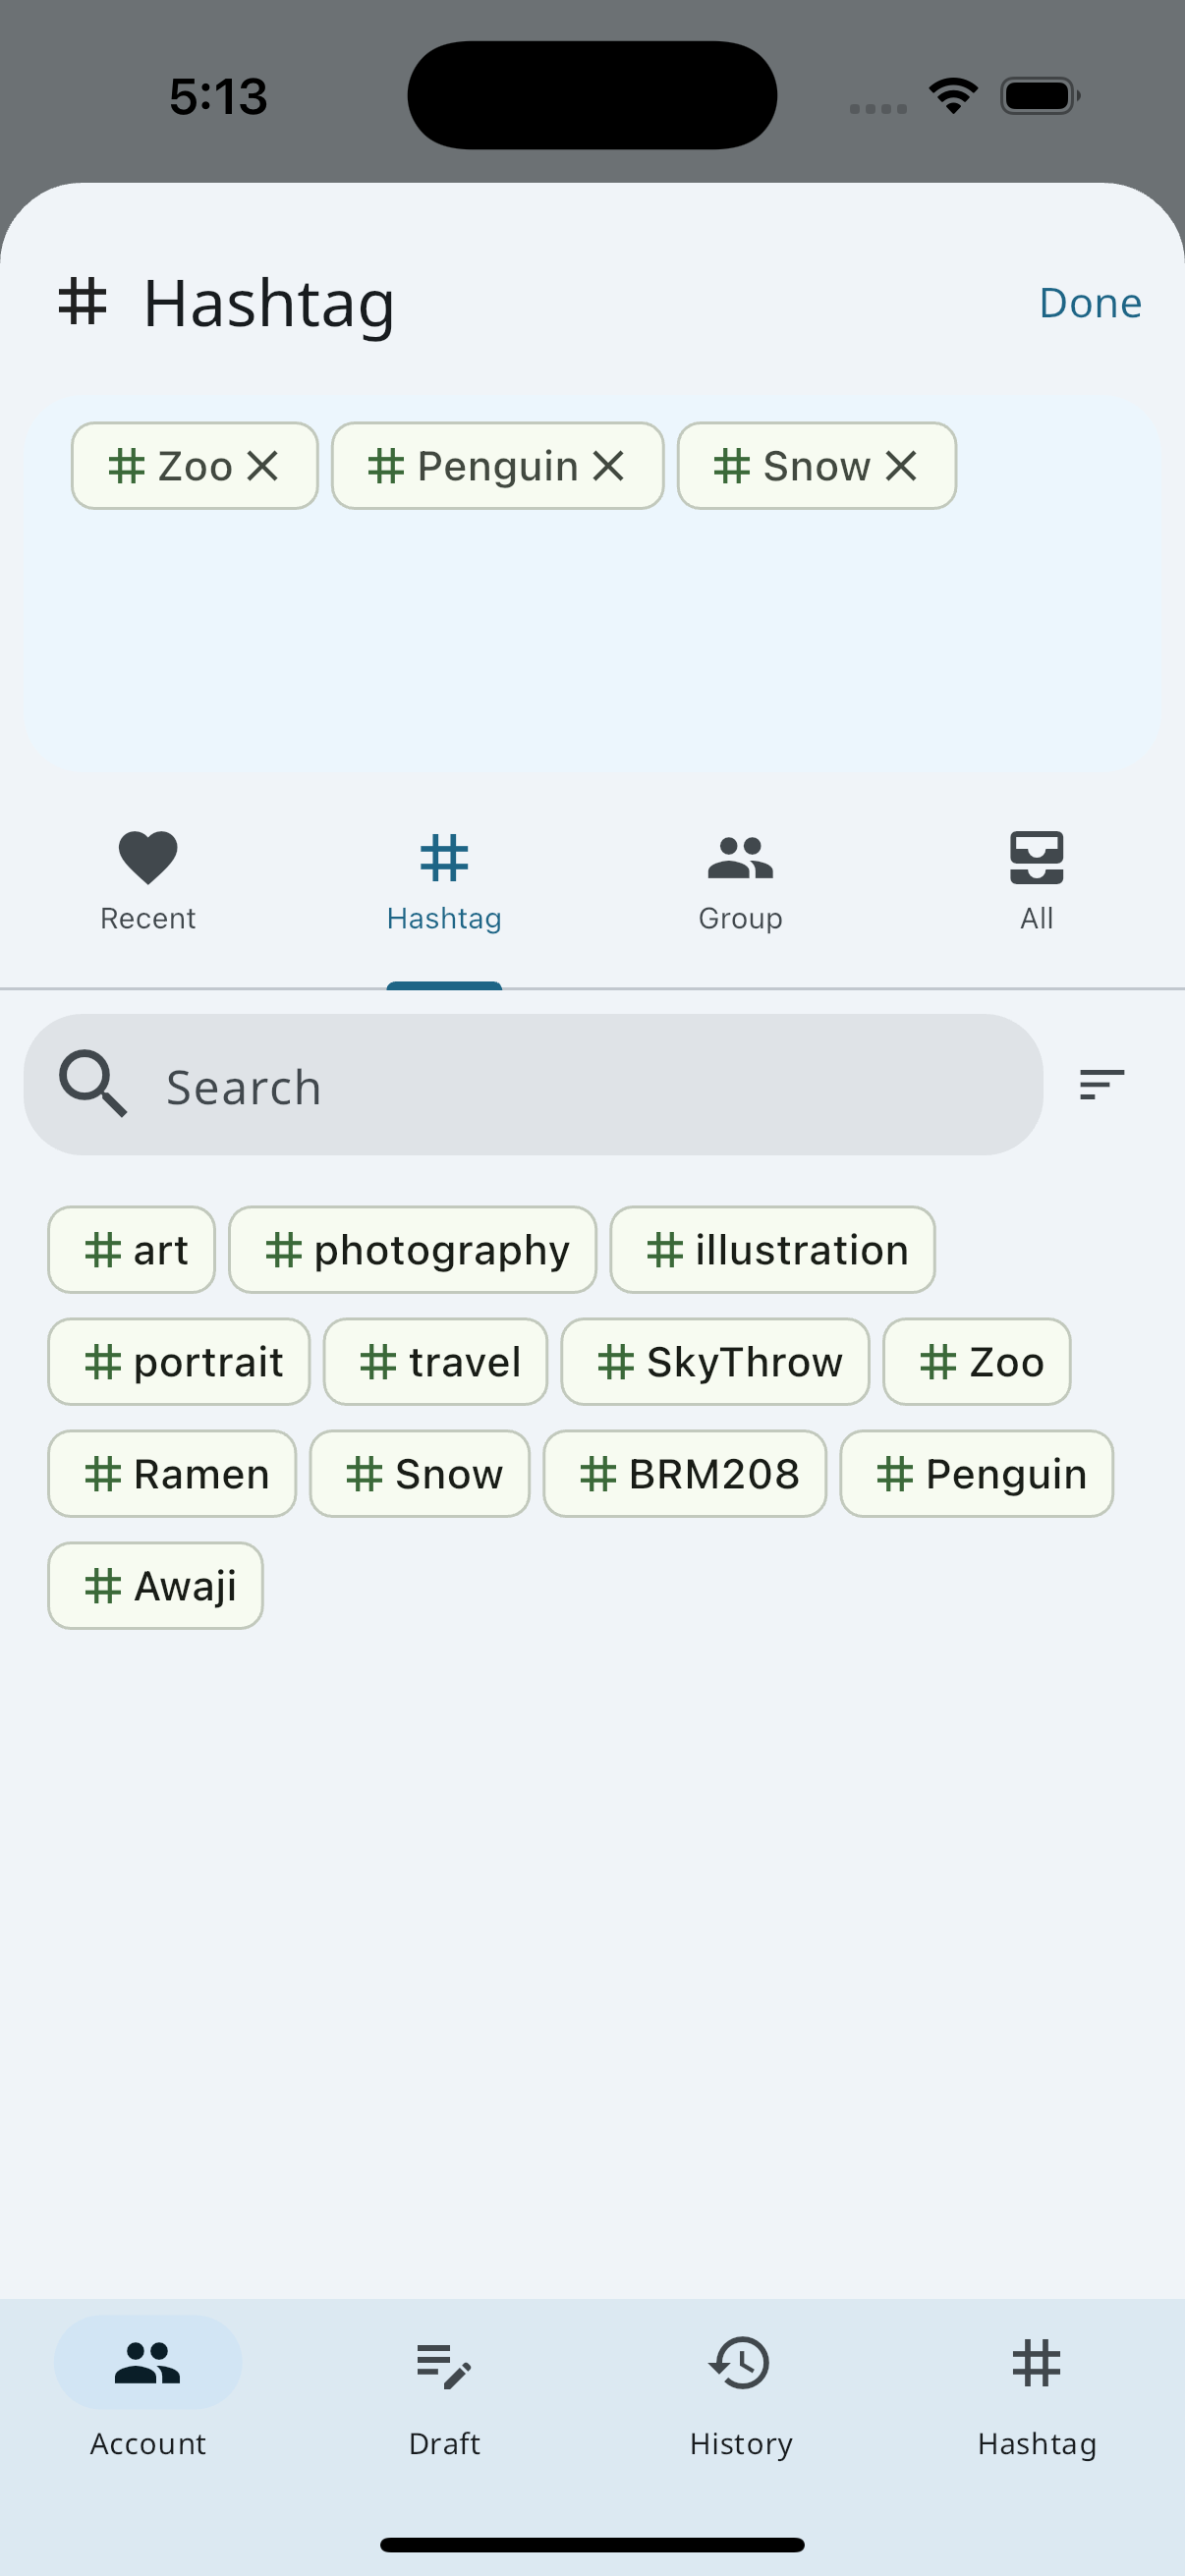 5:13
# Hashtag
Done
# Zoo
# Penguin
# Snow
Recent
Hashtag
Group
All
Search
# art
# photography
# illustration
# portrait
# travel
# SkyThrow
# Zoo
# Ramen
# Snow
# BRM208
# Penguin
# Awaji
Account
Draft
History
Hashtag